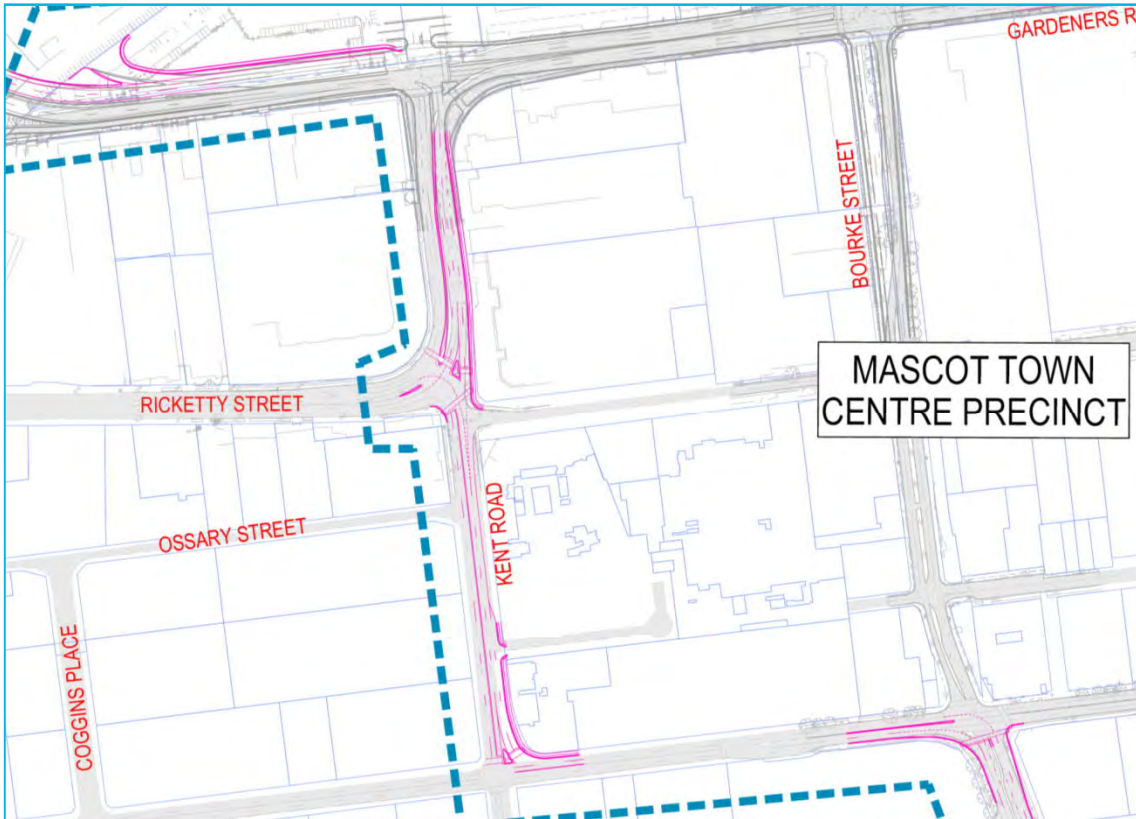 GARDENERS R
BOURKE STREET
MASCOT TOWN
CENTRE PRECINCT
RICKETTY STREET
KENT ROAD
OSSARY STREET
COGGINS PLACE